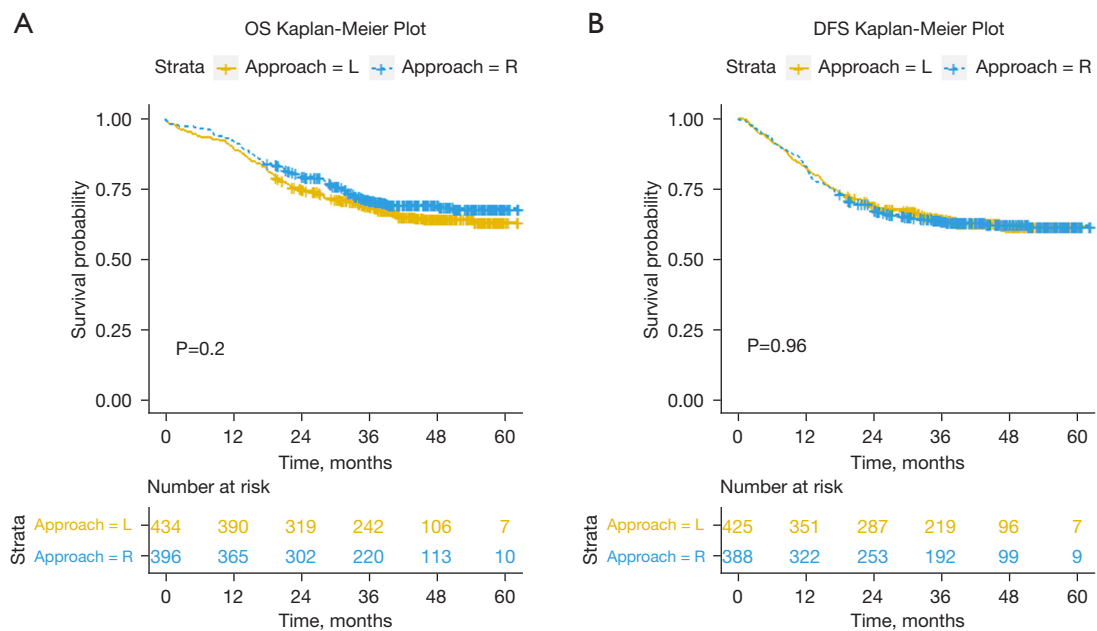 A
OS Kaplan-Meier Plot
Strata Approach = L Approach = R
1.00
0.75
0.50
0.25
0.00
Survival probability
P=0.2
0 12 24 36 48 60
Time, months
Number at risk
Strata
Approach = L 434 390 319 242 106 7
Approach = R 396 365 302 220 113 10
0 12 24 36 48 60
Time, months
B
DFS Kaplan-Meier Plot
Strata Approach = L Approach = R
1.00
0.75
0.50
0.25
0.00
Survival probability
P=0.96
0 12 24 36 48 60
Time, months
Number at risk
Strata
Approach = L 425 351 287 219 96 7
Approach = R 388 322 253 192 99 9
0 12 24 36 48 60
Time, months